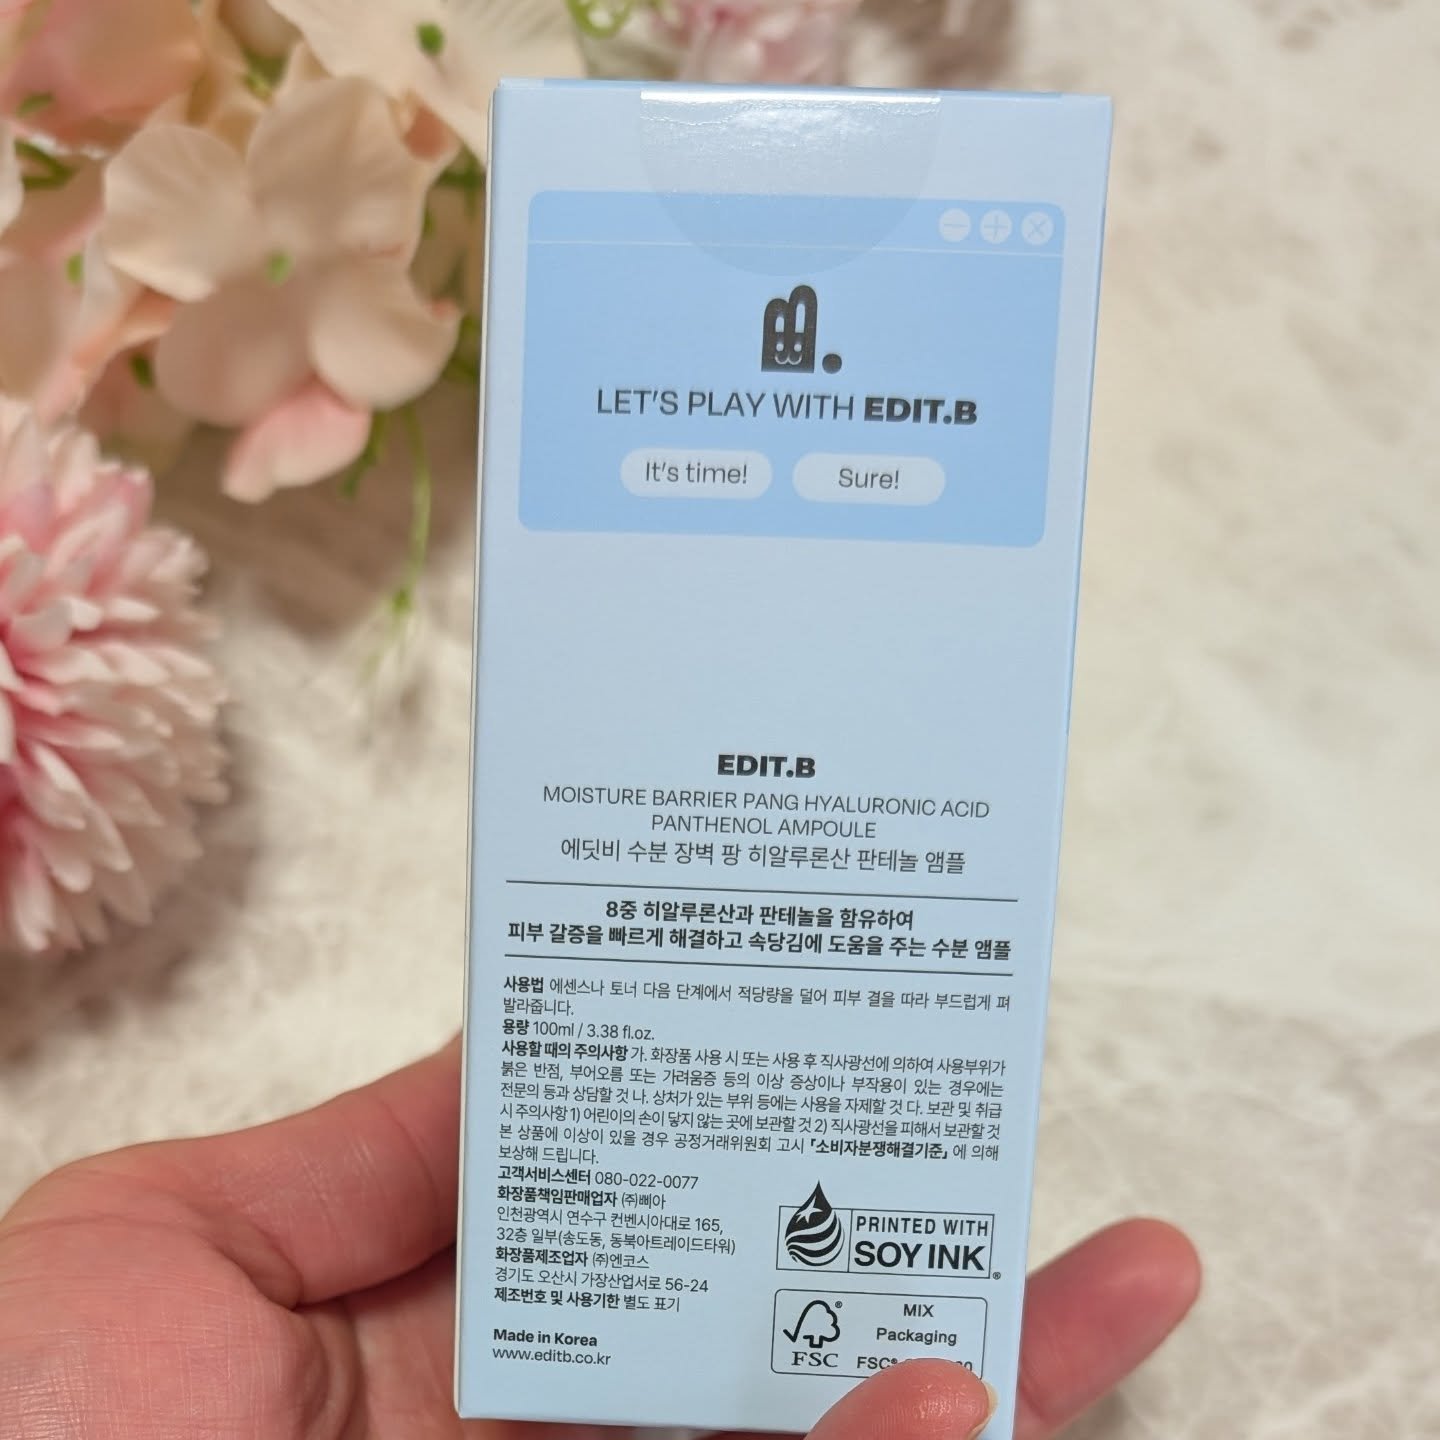 LET'S PLAY WITH EDIT.B
It's time! Sure!
EDIT.B
MOISTURE BARRIER PANG HYALURONIC ACID
PANTHENOL AMPOULE
에딧비 수분 장벽 팡 히알루론산 판테놀 앰플
8중 히알루론산과 판테놀을 함유하여
피부 갈증을 빠르게 해결하고 속당김에 도움을 주는 수분 앰플
사용법 에센스나 토너 다음 단계에서 적당량을 덜어 피부 결을 따라 부드럽게 펴
발라줍니다.
용량 100ml / 3.38 fl.oz.
사용할 때의 주의사항 가. 화장품 사용 시 또는 사용 후 직사광선에 의하여 사용부위가
붉은 반점, 부어오름 또는 가려움증 등의 이상 증상이나 부작용이 있는 경우에는
전문의 등과 상담할 것 나. 상처가 있는 부위 등에는 사용을 자제할 것 다. 보관 및 취급
시 주의사항 1) 어린이의 손이 닿지 않는 곳에 보관할 것 2) 직사광선을 피해서 보관할 것
본 상품에 이상이 있을 경우 공정거래위원회 고시 「소비자분쟁해결기준」에 의해
보상해 드립니다.
고객서비스센터 080-022-0077
화장품책임판매업자 ㈜삐아
인천광역시 연수구 컨벤시아대로 165,
32층 일부(송도동, 동북아트레이드타워)
화장품제조업자 ㈜엔코스
경기도 오산시 가장산업서로 56-24
제조번호 및 사용기한 별도 표기
Made in Korea
www.editb.co.kr
PRINTED WITH
SOY INK®
MIX
Packaging
FSC®
FSC